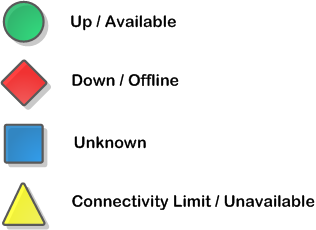 Up / Available
Down / Offline
Unknown
Connectivity Limit / Unavailable